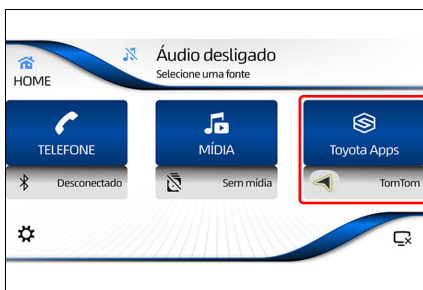 Áudio desligado
Selecione uma fonte
HOME
TELEFONE
MÍDIA
Toyota Apps
Desconectado
Sem mídia
TomTom